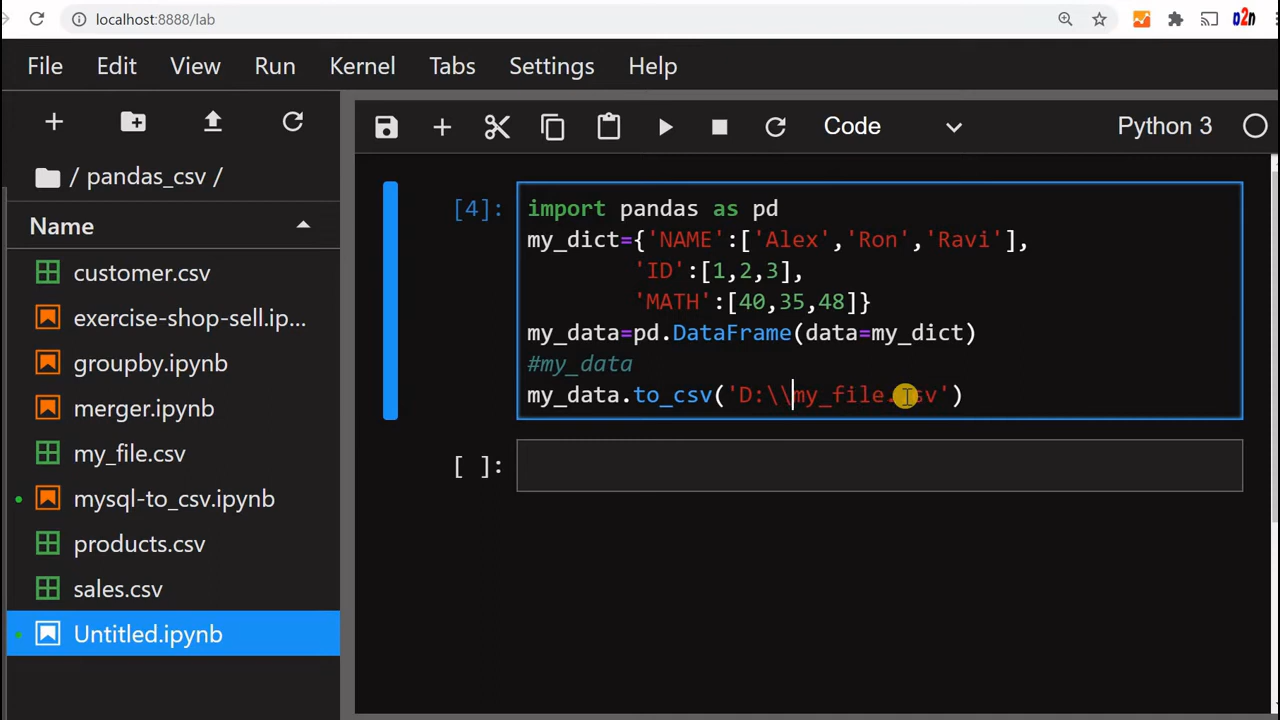 localhost:8888/lab
o2n
File Edit View Run Kernel Tabs Settings Help
Code
Python 3
/ pandas_csv /
Name
customer.csv
exercise-shop-sell.ip...
groupby.ipynb
merger.ipynb
my_file.csv
mysql-to_csv.ipynb
products.csv
sales.csv
Untitled.ipynb
[4]:
import pandas as pd
my_dict={'NAME':['Alex','Ron','Ravi'],
'ID':[1,2,3],
'MATH':[40,35,48]}
my_data=pd.DataFrame(data=my_dict)
#my_data
my_data.to_csv('D:\\my_file.csv')
[ ]: